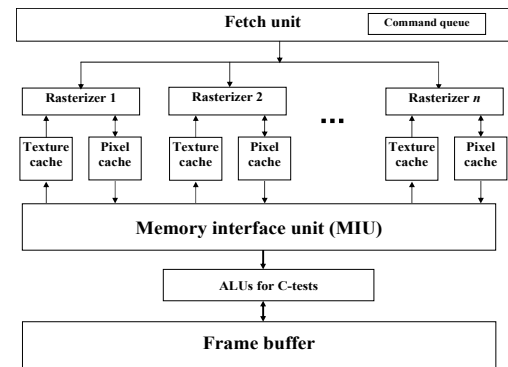 Fetch unit
Command queue
Rasterizer 1
Rasterizer 2
...
Rasterizer n
Texture cache
Pixel cache
Texture cache
Pixel cache
Texture cache
Pixel cache
Memory interface unit (MIU)
ALUs for C-tests
Frame buffer